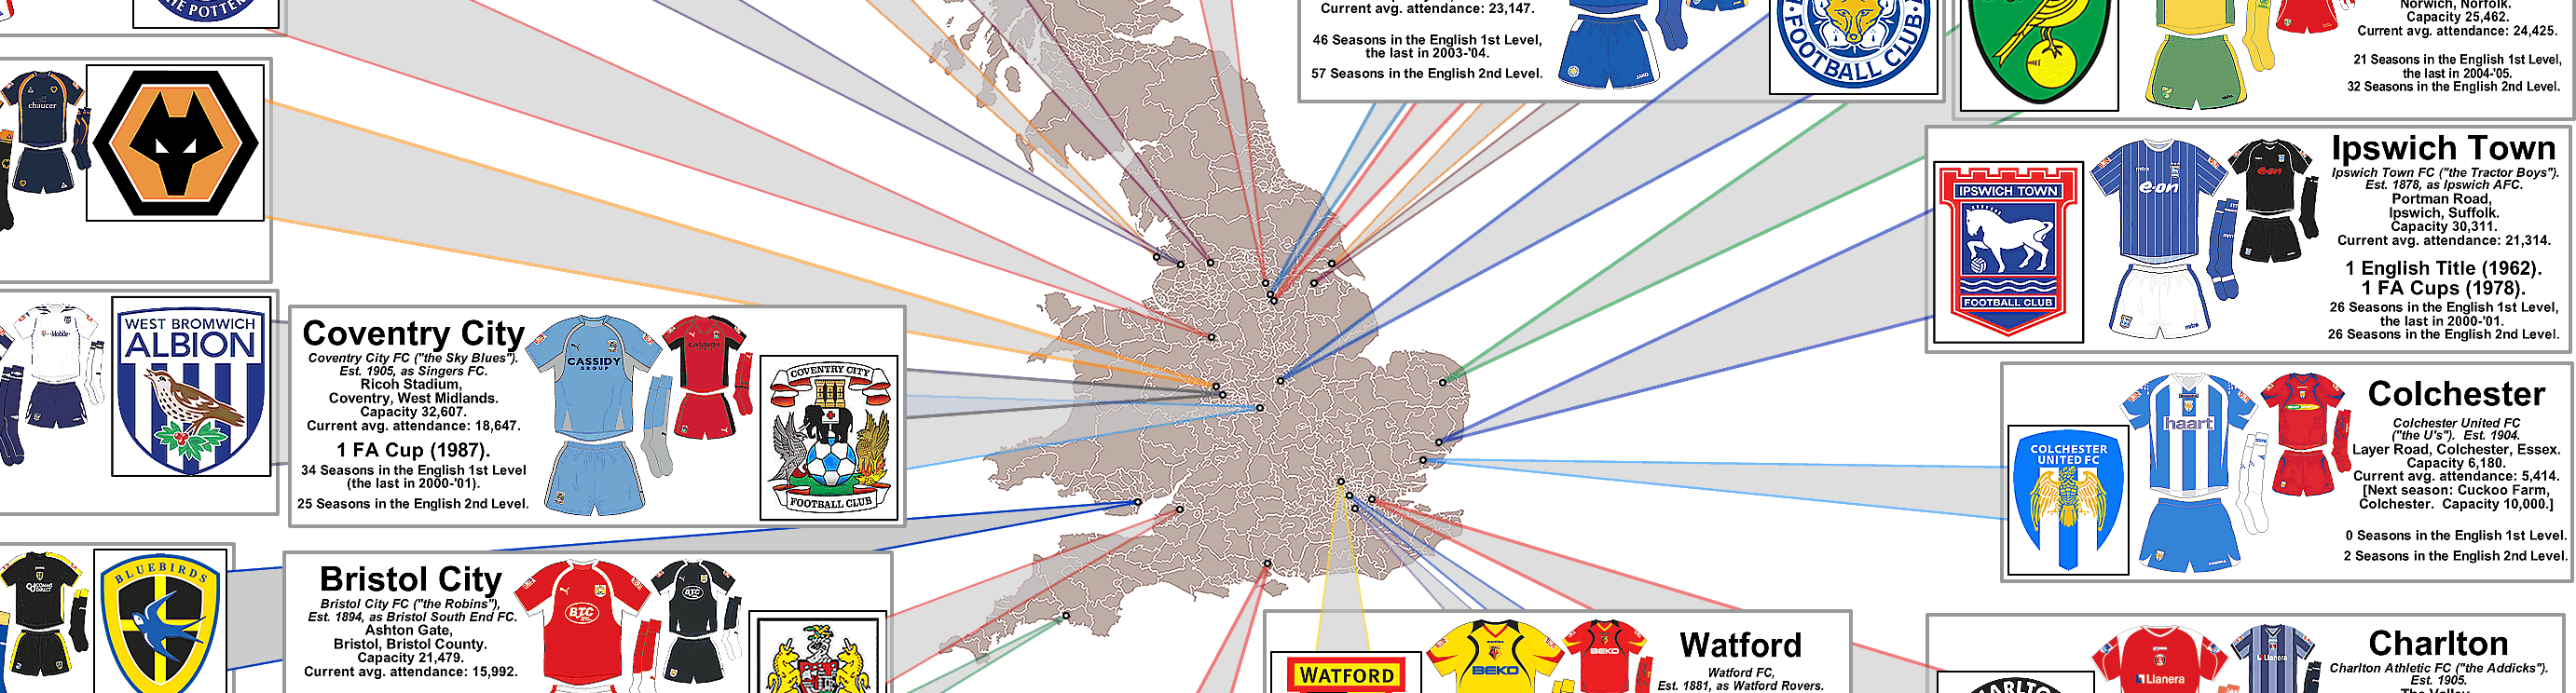 THE POTTERS
Current avg. attendance: 23,147.
46 Seasons in the English 1st Level,
the last in 2003-'04.
57 Seasons in the English 2nd Level.
FOOTBALL CLUB
Norwich, Norfolk.
Capacity 25,462.
Current avg. attendance: 24,425.
21 Seasons in the English 1st Level,
the last in 2004-'05.
32 Seasons in the English 2nd Level.
chaucer
IPSWICH TOWN
FOOTBALL CLUB
e·on
e·on
Ipswich Town
Ipswich Town FC ("the Tractor Boys").
Est. 1878, as Ipswich AFC.
Portman Road,
Ipswich, Suffolk.
Capacity 30,311.
Current avg. attendance: 21,314.
1 English Title (1962).
1 FA Cups (1978).
26 Seasons in the English 1st Level,
the last in 2000-'01.
26 Seasons in the English 2nd Level.
T··Mobile·
WEST BROMWICH
ALBION
Coventry City
Coventry City FC ("the Sky Blues").
Est. 1905, as Singers FC.
Ricoh Stadium,
Coventry, West Midlands.
Capacity 32,607.
Current avg. attendance: 18,647.
1 FA Cup (1987).
34 Seasons in the English 1st Level
(the last in 2000-'01).
25 Seasons in the English 2nd Level.
CASSIDY
GROUP
CASSIDY
COVENTRY CITY
FOOTBALL CLUB
COLCHESTER
UNITED FC
haart
Colchester
Colchester United FC
("the U's"). Est. 1904.
Layer Road, Colchester, Essex.
Capacity 6,180.
Current avg. attendance: 5,414.
[Next season: Cuckoo Farm,
Colchester. Capacity 10,000.]
0 Seasons in the English 1st Level.
2 Seasons in the English 2nd Level.
BLUEBIRDS
Bristol City
Bristol City FC ("the Robins"),
Est. 1894, as Bristol South End FC.
Ashton Gate,
Bristol, Bristol County.
Capacity 21,479.
Current avg. attendance: 15,992.
BTC
BTC
WATFORD
BEKO
BEKO
Watford
Watford FC,
Est. 1881, as Watford Rovers.
Llanera
Llanera
Charlton
Charlton Athletic FC ("the Addicks").
Est. 1905.
The Valley